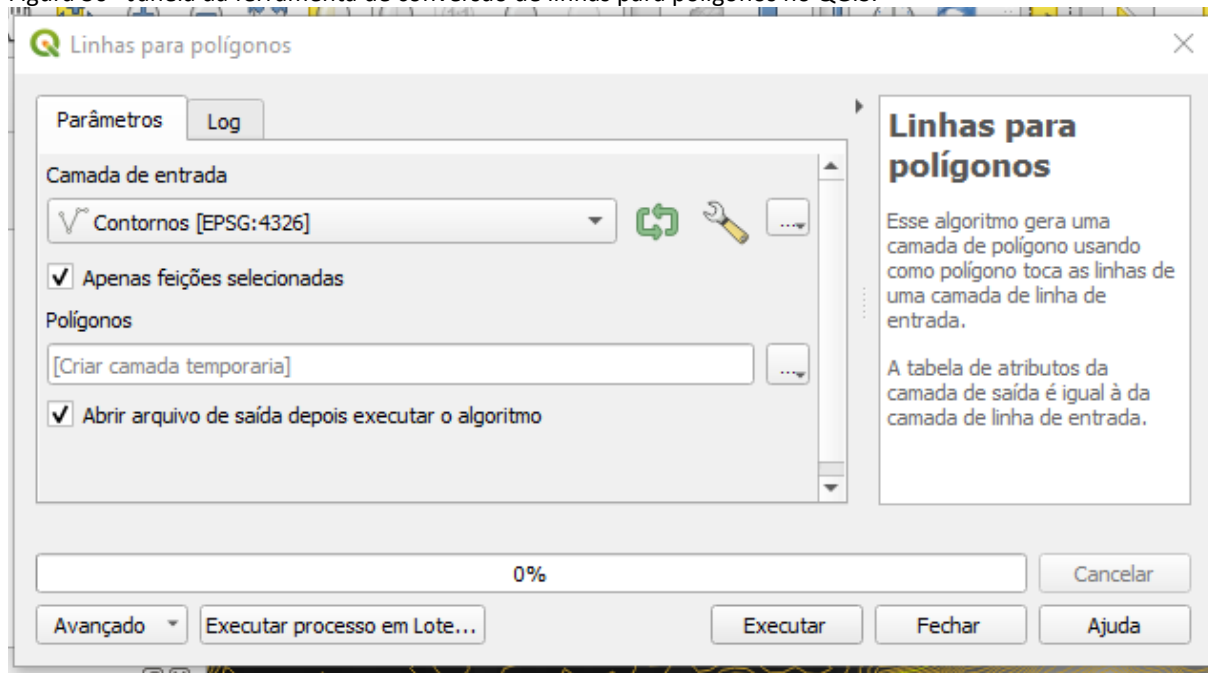 Linhas para polígonos
Parâmetros
Log
Camada de entrada
Contornos [EPSG:4326]
...
Apenas feições selecionadas
Polígonos
[Criar camada temporaria]
...
Abrir arquivo de saída depois executar o algoritmo
Linhas para
polígonos
Esse algoritmo gera uma
camada de polígono usando
como polígono toca as linhas de
uma camada de linha de
entrada.
A tabela de atributos da
camada de saída é igual à da
camada de linha de entrada.
0%
Cancelar
Avançado
Executar processo em Lote...
Executar
Fechar
Ajuda